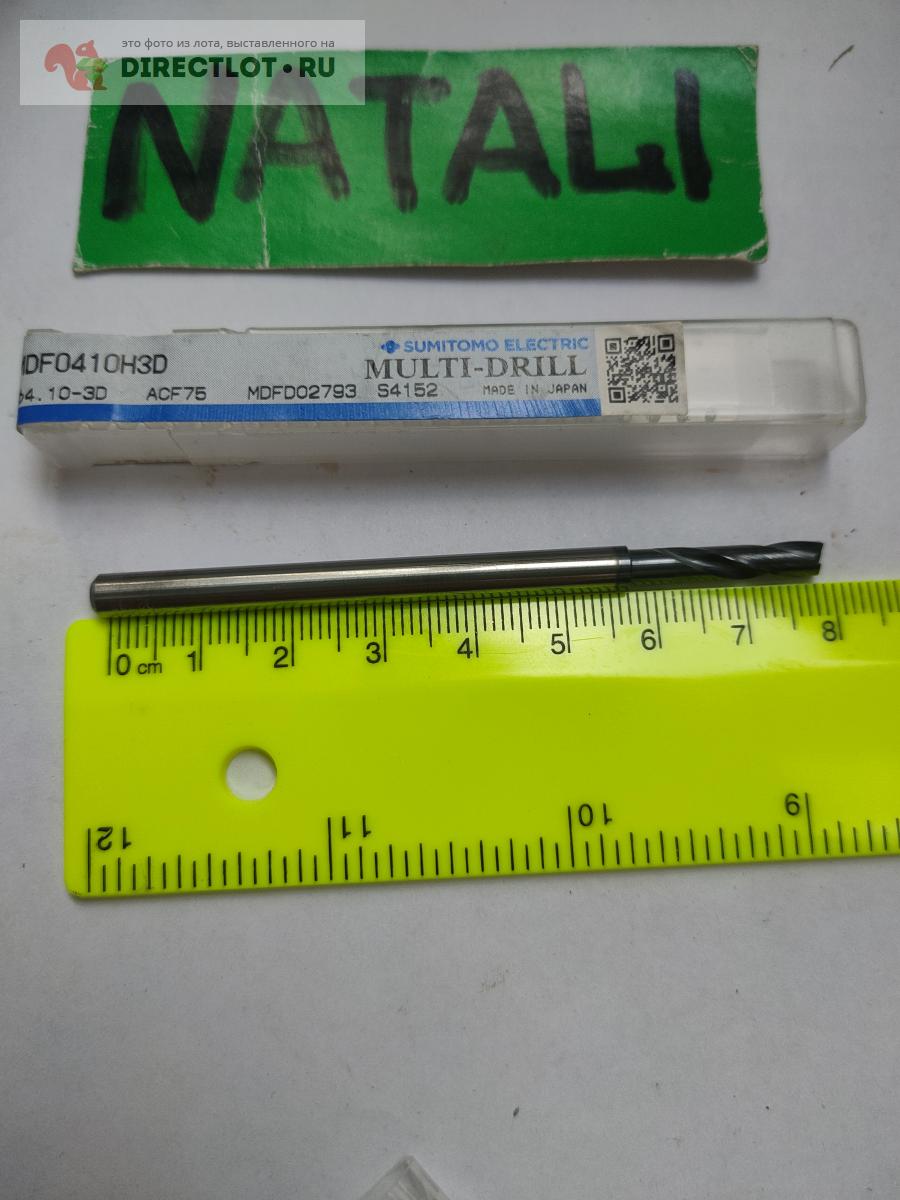 это фото из лота, выставленного на
DIRECTLOT•RU
NATALI
SUMITOMO ELECTRIC
MDF0410H3D
MULTI-DRILL
4.10-3D ACF75 MDFD02793 S4152 MADE IN JAPAN
0 cm 1 2 3 4 5 6 7 8
12 11 10 9